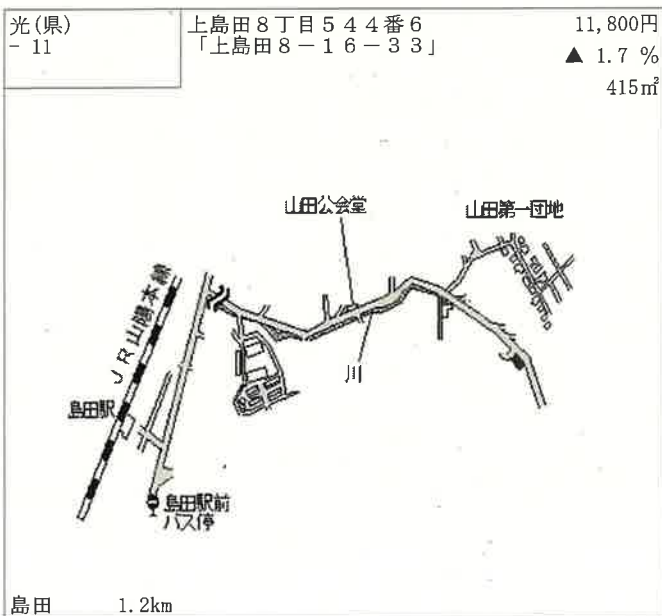 光(県)
- 11
上島田8丁目544番6
「上島田8-16-33」
11,800円
▲ 1.7 %
415㎡
山田公会堂
山田第一団地
JR山陽本線
川
島田駅
島田駅前
バス停
島田 1.2km